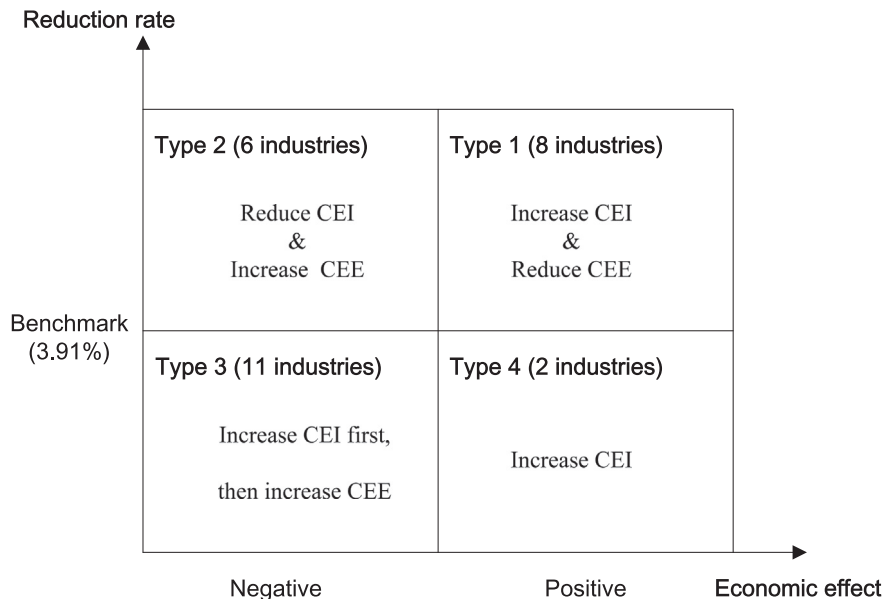 Reduction rate
Type 2 (6 industries)
Reduce CEI
&
Increase CEE
Type 1 (8 industries)
Increase CEI
&
Reduce CEE
Benchmark
(3.91%)
Type 3 (11 industries)
Increase CEI first,
then increase CEE
Type 4 (2 industries)
Increase CEI
Negative
Positive
Economic effect